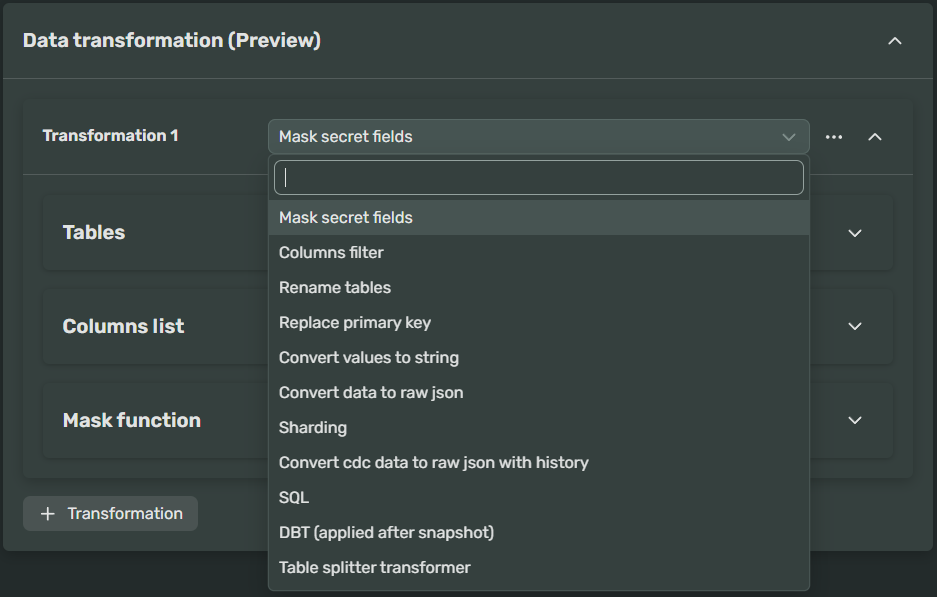 Data transformation (Preview)
Transformation 1
Mask secret fields
Mask secret fields
Columns filter
Rename tables
Replace primary key
Convert values to string
Convert data to raw json
Sharding
Convert cdc data to raw json with history
SQL
DBT (applied after snapshot)
Table splitter transformer
Tables
Columns list
Mask function
+ Transformation